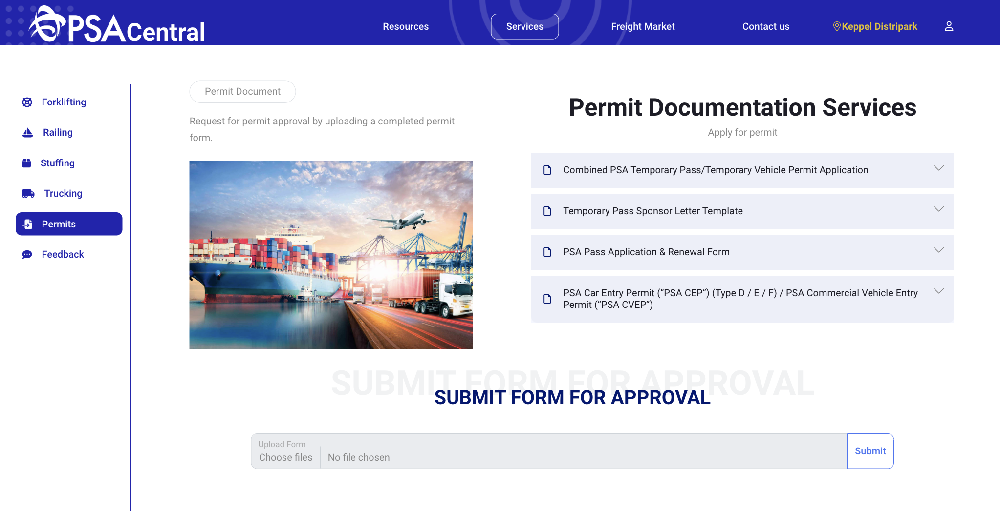 PSA Central
Resources
Services
Freight Market
Contact us
Keppel Distripark
Forklifting
Railing
Stuffing
Trucking
Permits
Feedback
Permit Document
Request for permit approval by uploading a completed permit
form.
Permit Documentation Services
Apply for permit
Combined PSA Temporary Pass/Temporary Vehicle Permit Application
Temporary Pass Sponsor Letter Template
PSA Pass Application & Renewal Form
PSA Car Entry Permit (“PSA CEP”) (Type D / E / F) / PSA Commercial Vehicle Entry
Permit (“PSA CVEP”)
SUBMIT FORM FOR APPROVAL
SUBMIT FORM FOR APPROVAL
Upload Form
Choose files
No file chosen
Submit